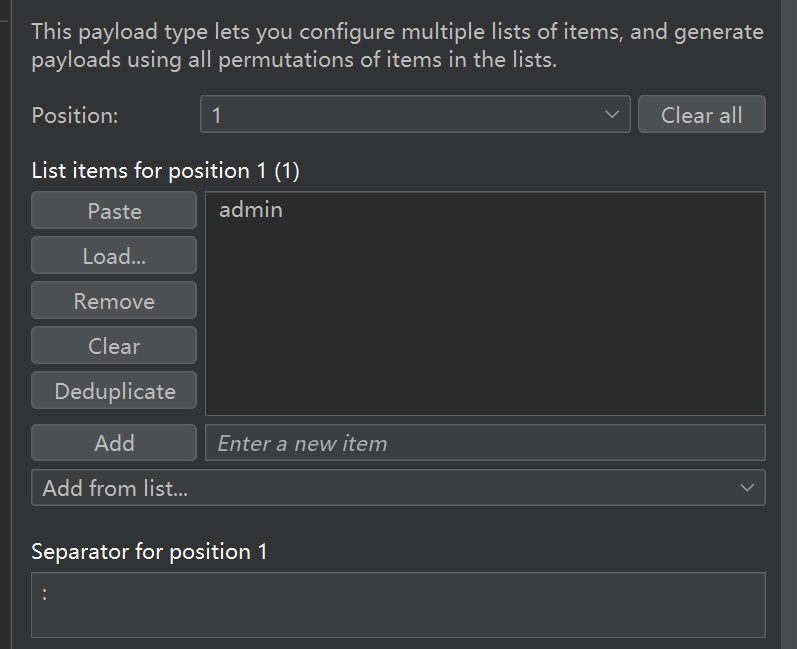 This payload type lets you configure multiple lists of items, and generate
payloads using all permutations of items in the lists.
Position:
1
Clear all
List items for position 1 (1)
Paste
admin
Load...
Remove
Clear
Deduplicate
Add
Enter a new item
Add from list...
Separator for position 1
: